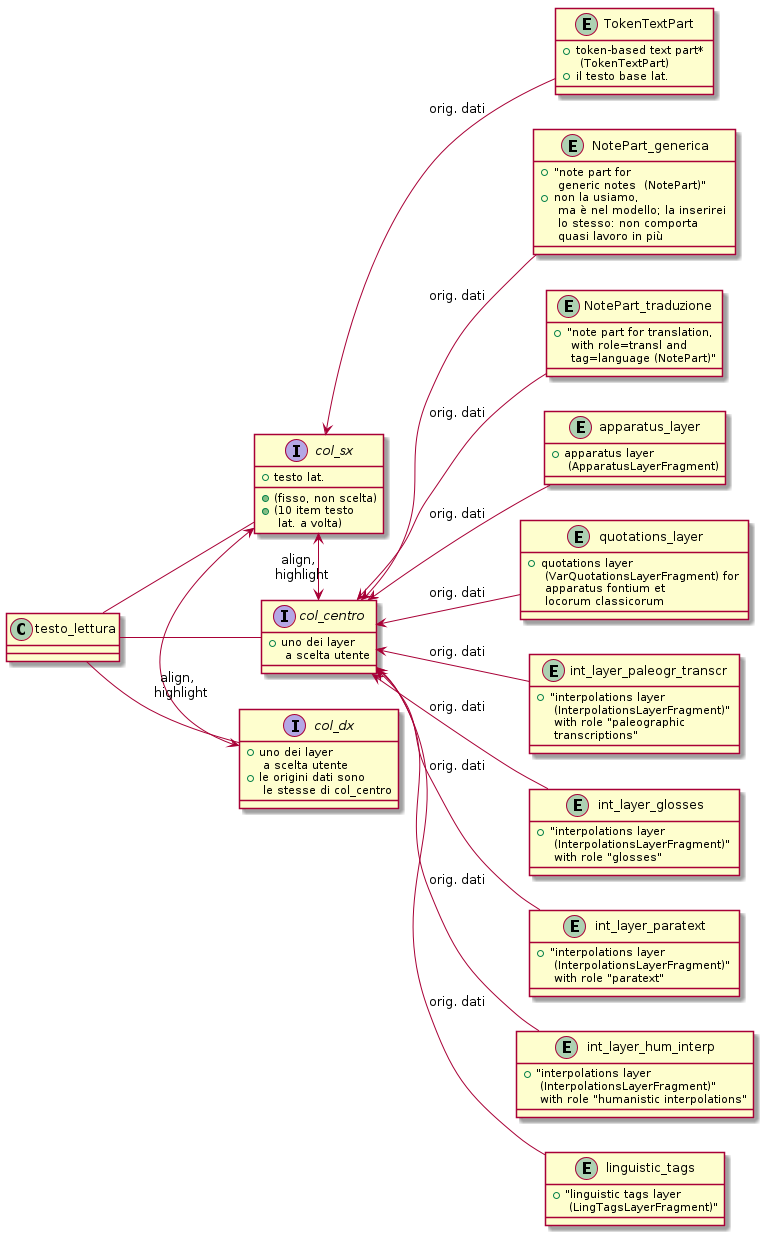 E TokenTextPart
token-based text part*
(TokenTextPart)
il testo base lat.
orig. dati
E NotePart_generica
"note part for
generic notes  (NotePart)"
non la usiamo,
ma è nel modello; la inserirei
lo stesso: non comporta
quasi lavoro in più
orig. dati
E NotePart_traduzione
"note part for translation,
with role=transl and
tag=language (NotePart)"
orig. dati
E apparatus_layer
apparatus layer
(ApparatusLayerFragment)
orig. dati
I col_sx
testo lat.
(fisso, non scelta)
(10 item testo
lat. a volta)
E quotations_layer
quotations layer
(VarQuotationsLayerFragment) for
apparatus fontium et
locorum classicorum
orig. dati
align,
highlight
C testo_lettura
I col_centro
uno dei layer
a scelta utente
orig. dati
E int_layer_paleogr_transcr
"interpolations layer
(InterpolationsLayerFragment)"
with role "paleographic
transcriptions"
align,
highlight
orig. dati
I col_dx
uno dei layer
a scelta utente
le origini dati sono
le stesse di col_centro
orig. dati
E int_layer_glosses
"interpolations layer
(InterpolationsLayerFragment)"
with role "glosses"
orig. dati
E int_layer_paratext
"interpolations layer
(InterpolationsLayerFragment)"
with role "paratext"
orig. dati
E int_layer_hum_interp
"interpolations layer
(InterpolationsLayerFragment)"
with role "humanistic interpolations"
E linguistic_tags
"linguistic tags layer
(LingTagsLayerFragment)"